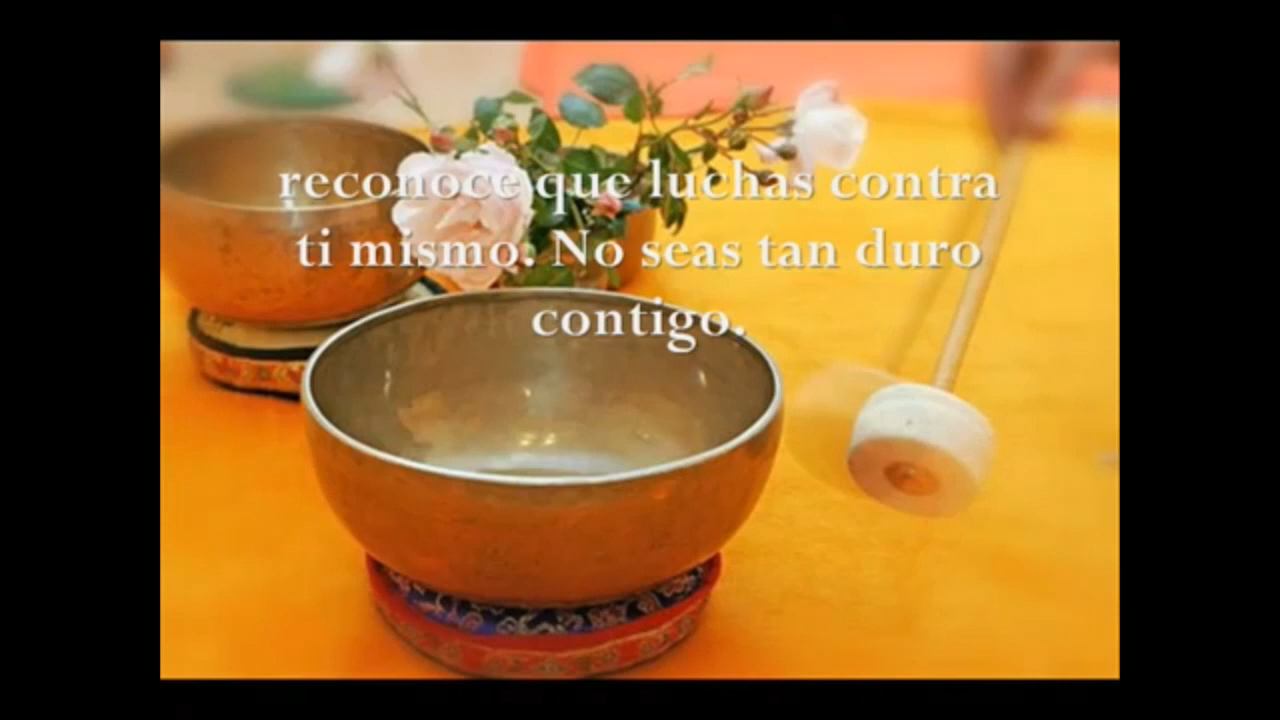 reconoce que luchas contra
ti mismo. No seas tan duro
contigo.